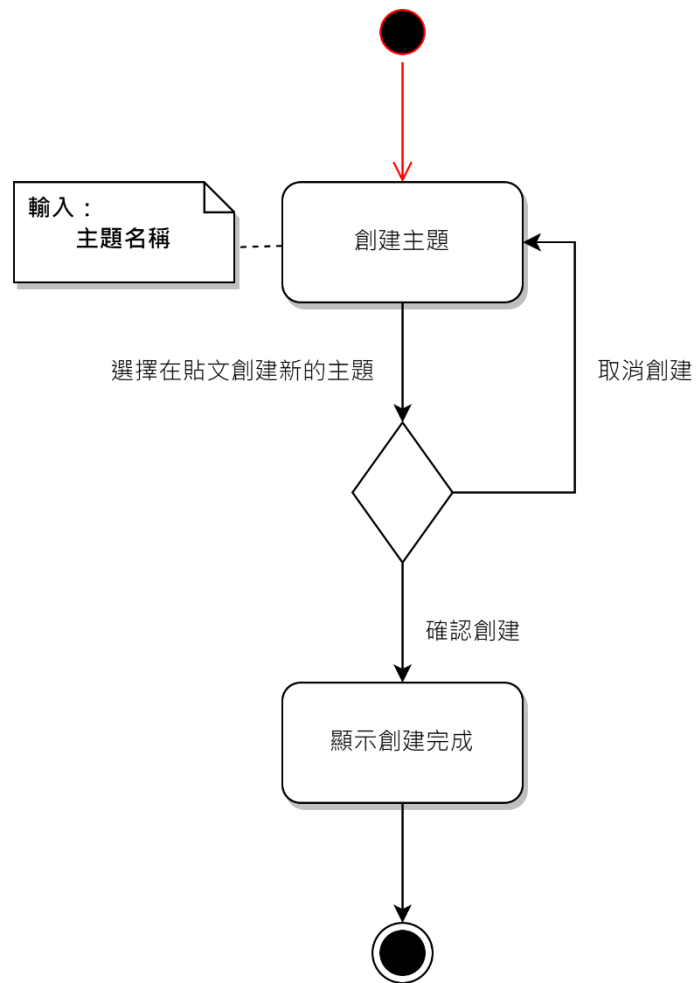 輸入：
主題名稱
創建主題
選擇在貼文創建新的主題
取消創建
確認創建
顯示創建完成